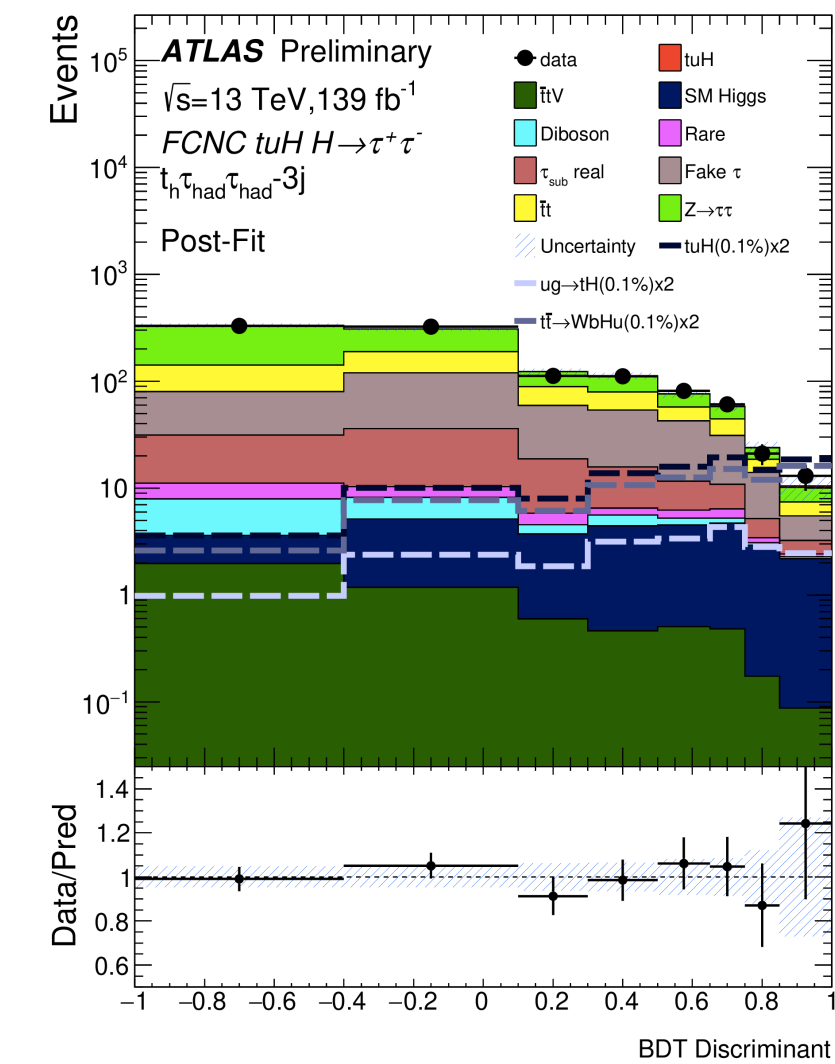 Events
10⁵
10⁴
10³
10²
10
1
10⁻¹
ATLAS Preliminary
√s=13 TeV,139 fb⁻¹
FCNC tuH H→τ⁺τ⁻
tₕτ_hadτ_had-3j
Post-Fit
data
tuH
t̄tV
SM Higgs
Diboson
Rare
τ_sub real
Fake τ
t̄t
Z→ττ
Uncertainty
tuH(0.1%)x2
ug→tH(0.1%)x2
tt̄→WbHu(0.1%)x2
Data/Pred
1.4
1.2
1
0.8
0.6
−1 −0.8 −0.6 −0.4 −0.2 0 0.2 0.4 0.6 0.8 1
BDT Discriminant